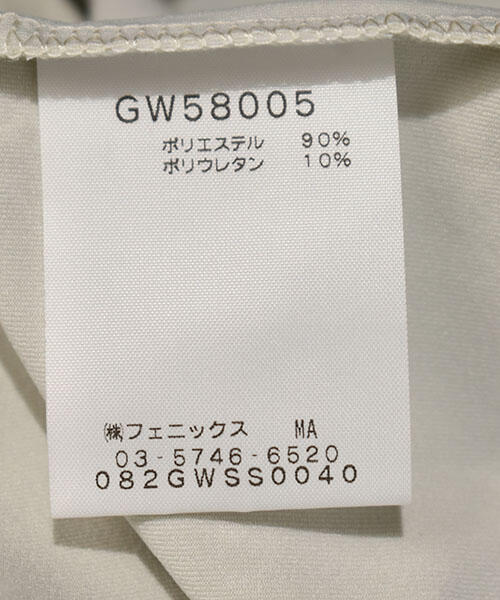 GW58005
ポリエステル 90%
ポリウレタン 10%
㈱フェニックス MA
03-5746-6520
082GWSS0040